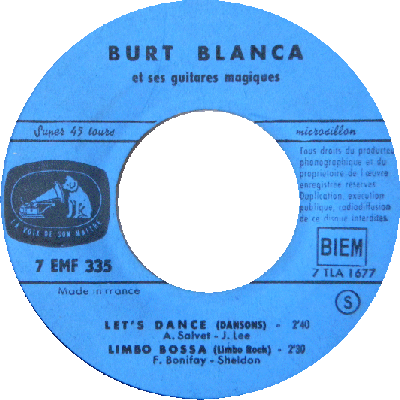 BURT BLANCA
et ses guitares magiques
Super 45 tours
microsillon
Tous droits du producteur
phonographique et du
propriétaire de l'œuvre
enregistrée réservés
Duplication, exécution
publique, radiodiffusion
de ce disque interdites.
LA VOIX DE SON MAITRE
BIEM
7 EMF 335
7 TLA 1677
Made in France
S
LET'S DANCE (DANSONS) - 2'40
A. Salvet - J. Lee
LIMBO BOSSA (Limbo Rock) - 2'30
F. Bonifay - Sheldon